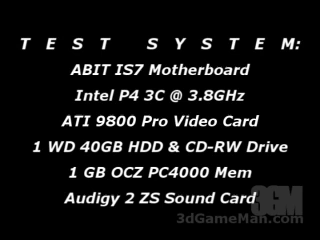 T E S T   S Y S T E M:
ABIT IS7 Motherboard
Intel P4 3C @ 3.8GHz
ATI 9800 Pro Video Card
1 WD 40GB HDD & CD-RW Drive
1 GB OCZ PC4000 Mem
Audigy 2 ZS Sound Card
3GM
3dGameMan.com